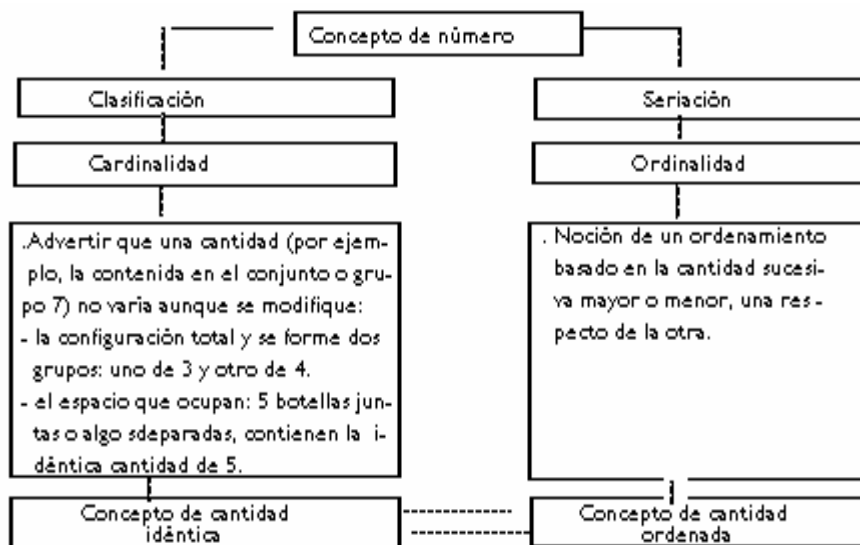 Concepto de número
Clasificación
Seriación
Cardinalidad
Ordinalidad
.Advertir que una cantidad (por ejem-
plo, la contenida en el conjunto o gru-
po 7) no varía aunque se modifique:
- la configuración total y se forme dos
grupos: uno de 3 y otro de 4.
- el espacio que ocupan: 5 botellas jun-
tas o algo sdeparadas, contienen la i-
déntica cantidad de 5.
. Noción de un ordenamiento
basado en la cantidad sucesi-
va mayor o menor, una res-
pecto de la otra.
Concepto de cantidad
idéntica
Concepto de cantidad
ordenada